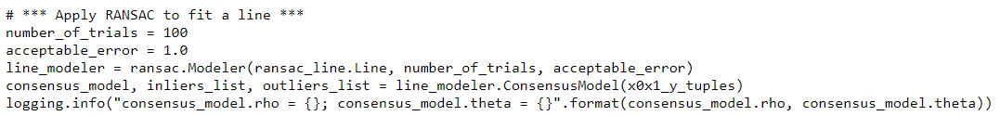 # *** Apply RANSAC to fit a line ***
number_of_trials = 100
acceptable_error = 1.0
line_modeler = ransac.Modeler(ransac_line.Line, number_of_trials, acceptable_error)
consensus_model, inliers_list, outliers_list = line_modeler.ConsensusModel(x0x1_y_tuples)
logging.info("consensus_model.rho = {}; consensus_model.theta = {}".format(consensus_model.rho, consensus_model.theta))